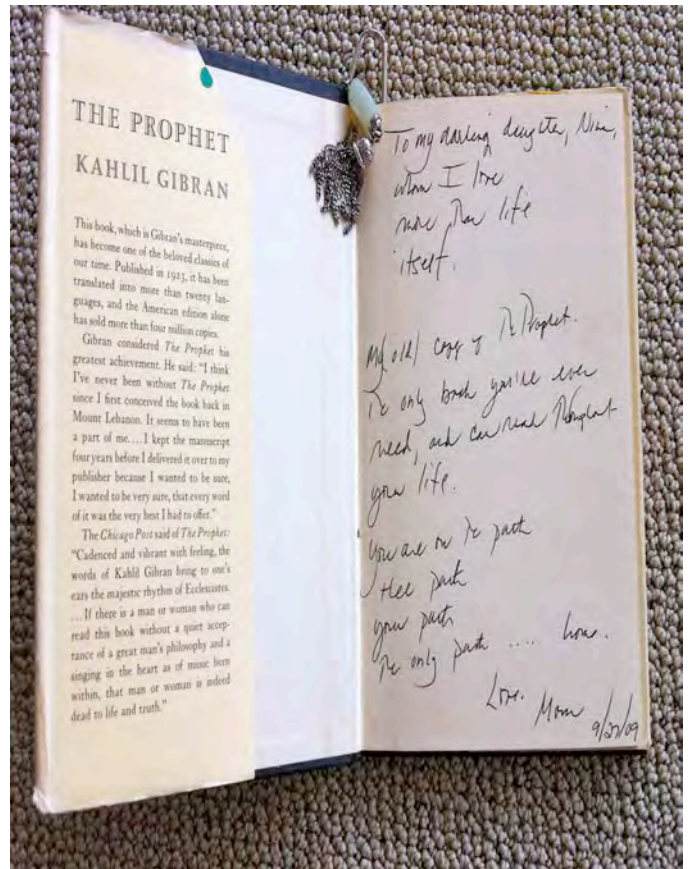 THE PROPHET
KAHLIL GIBRAN
This book, which is Gibran's masterpiece,
has become one of the beloved classics of
our time. Published in 1923, it has been
translated into more than twenty lan-
guages, and the American edition alone
has sold more than four million copies.
Gibran considered The Prophet his
greatest achievement. He said: "I think
I've never been without The Prophet
since I first conceived the book back in
Mount Lebanon. It seems to have been
a part of me.... I kept the manuscript
four years before I delivered it over to my
publisher because I wanted to be sure,
I wanted to be very sure, that every word
of it was the very best I had to offer."
The Chicago Post said of The Prophet:
"Cadenced and vibrant with feeling, the
words of Kahlil Gibran bring to one's
ears the majestic rhythm of Ecclesiastes.
... If there is a man or woman who can
read this book without a quiet accep-
tance of a great man's philosophy and a
singing in the heart as of music born
within, that man or woman is indeed
dead to life and truth."
To my darling daughter, Nina,
whom I love
more than life
itself.
My old copy of The Prophet.
The only book you'll ever
need, and can read throughout
your life.
You are on the path
the path
your path
the only path .... home.
Love. Mom
9/27/09